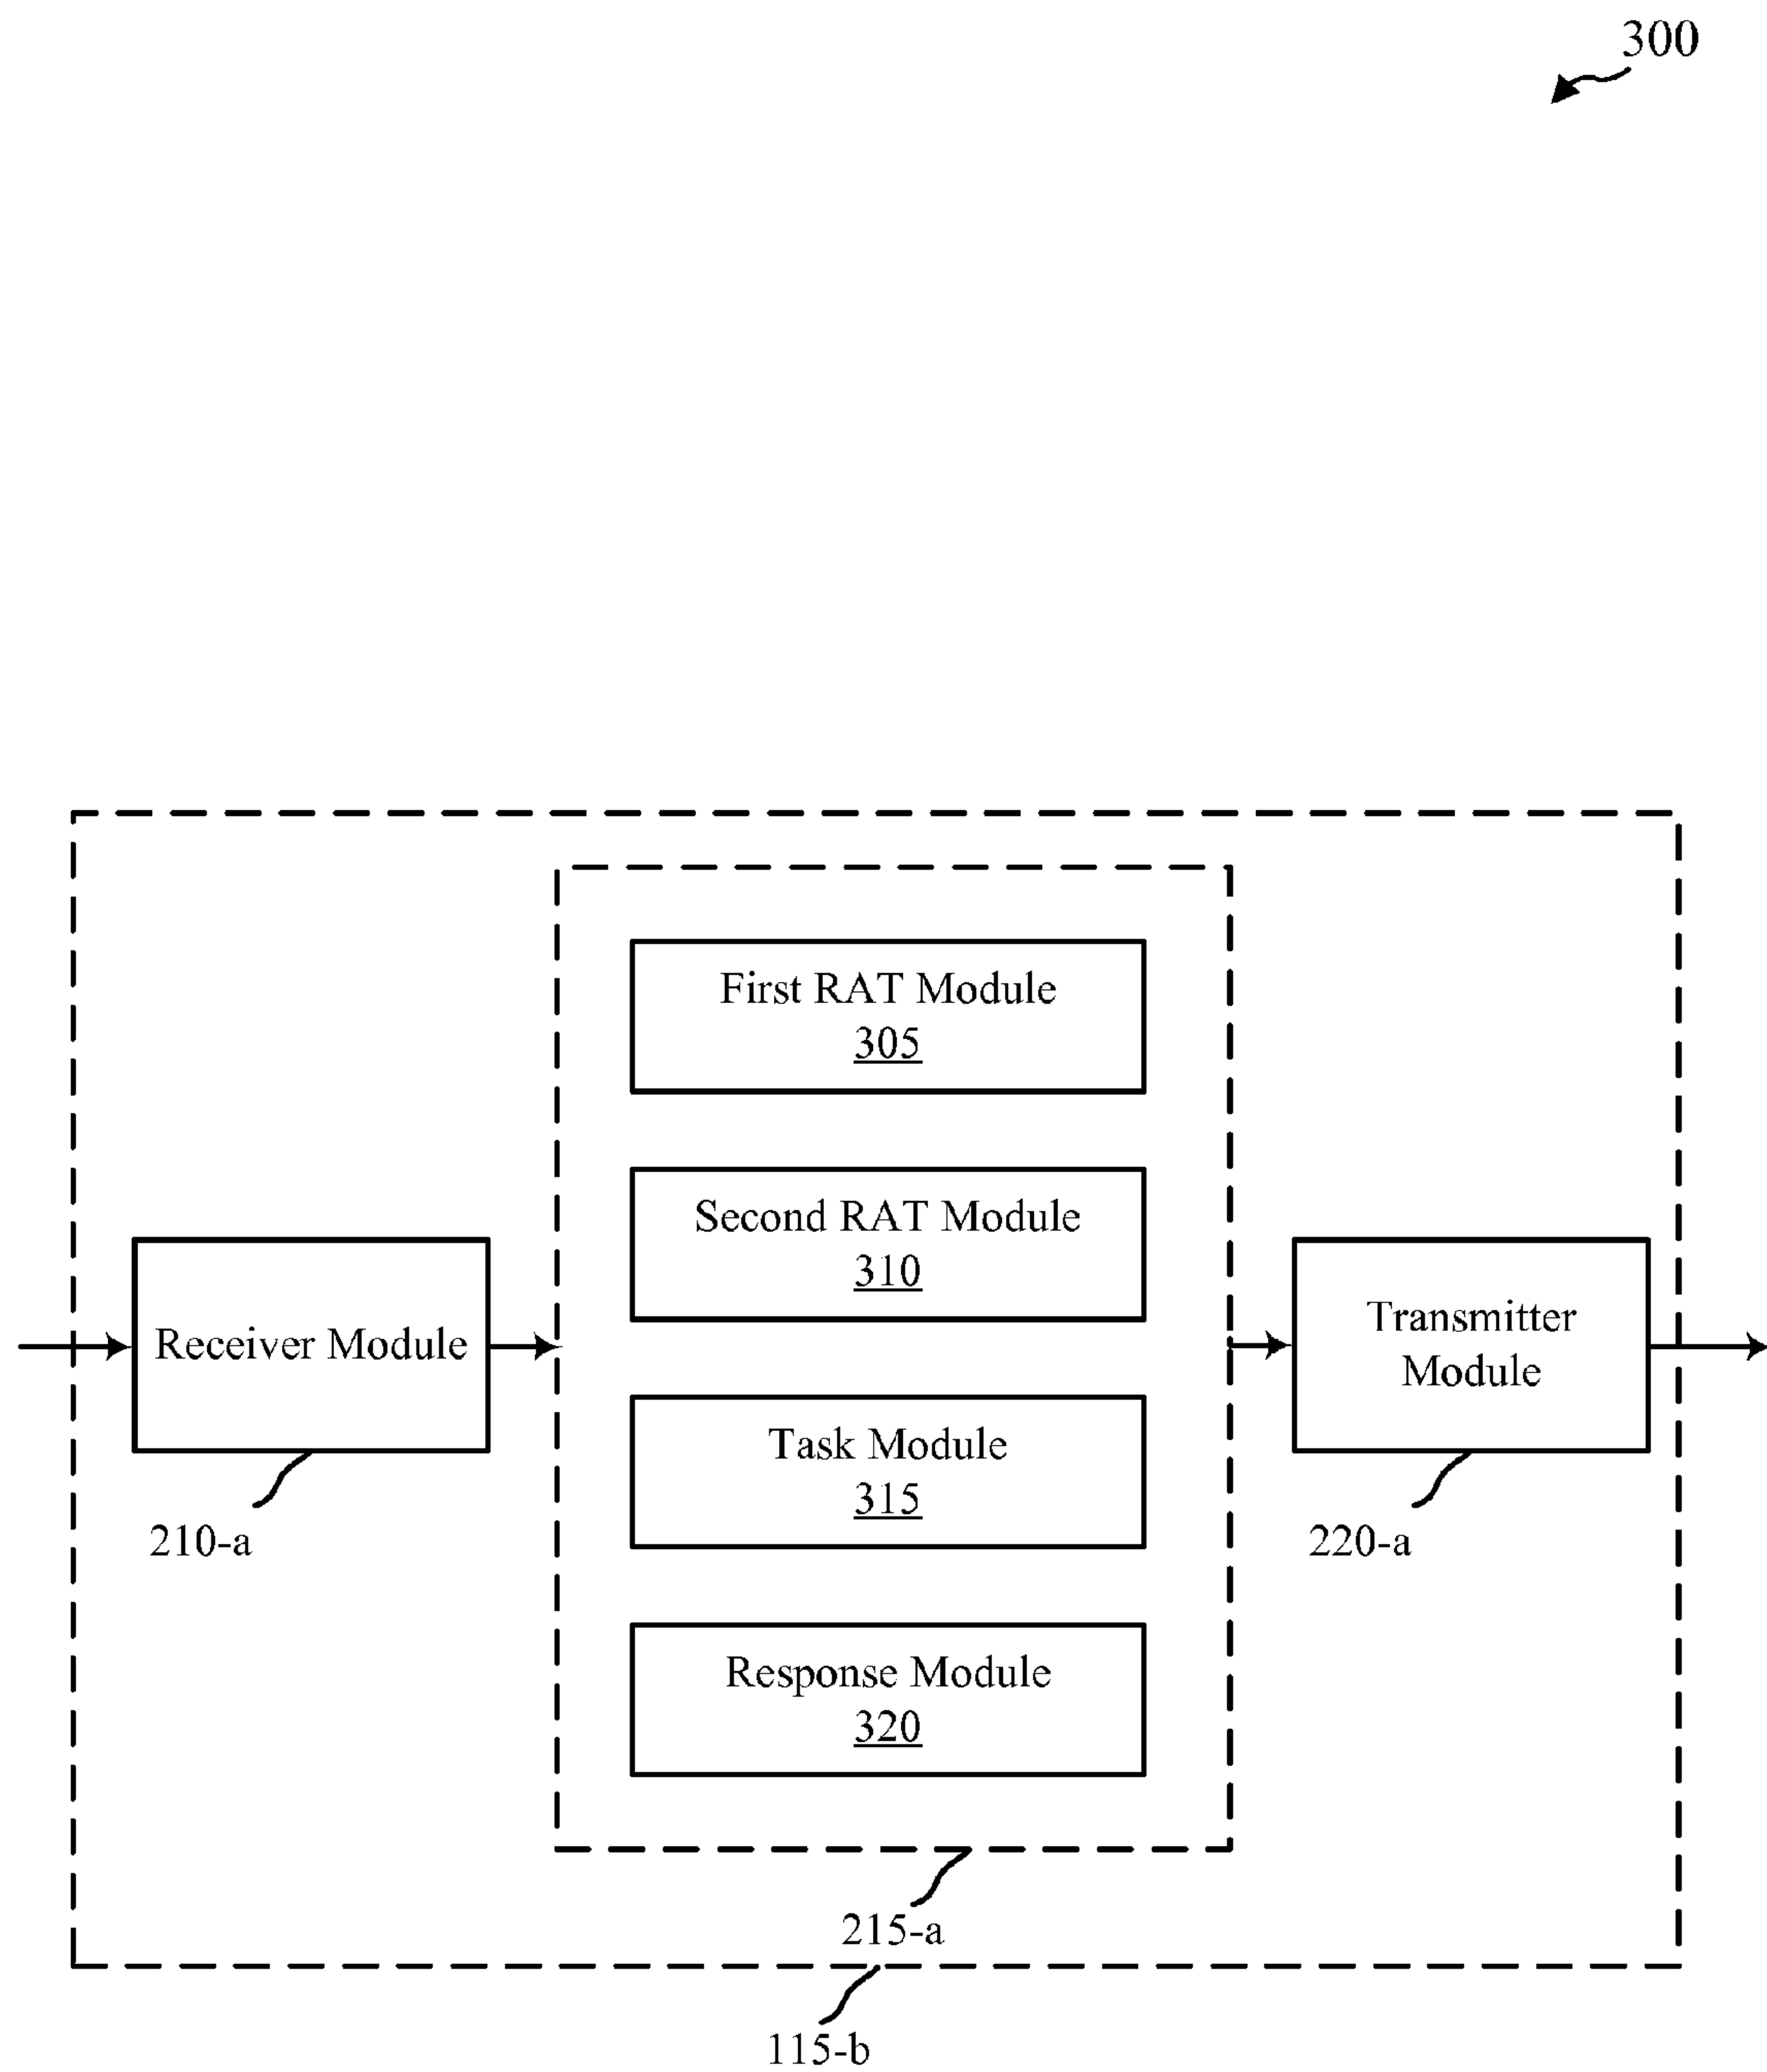 300
First RAT Module
305
Second RAT Module
310
Receiver Module
Transmitter
Module
Task Module
315
210-a
220-a
Response Module
320
215-a
115-b